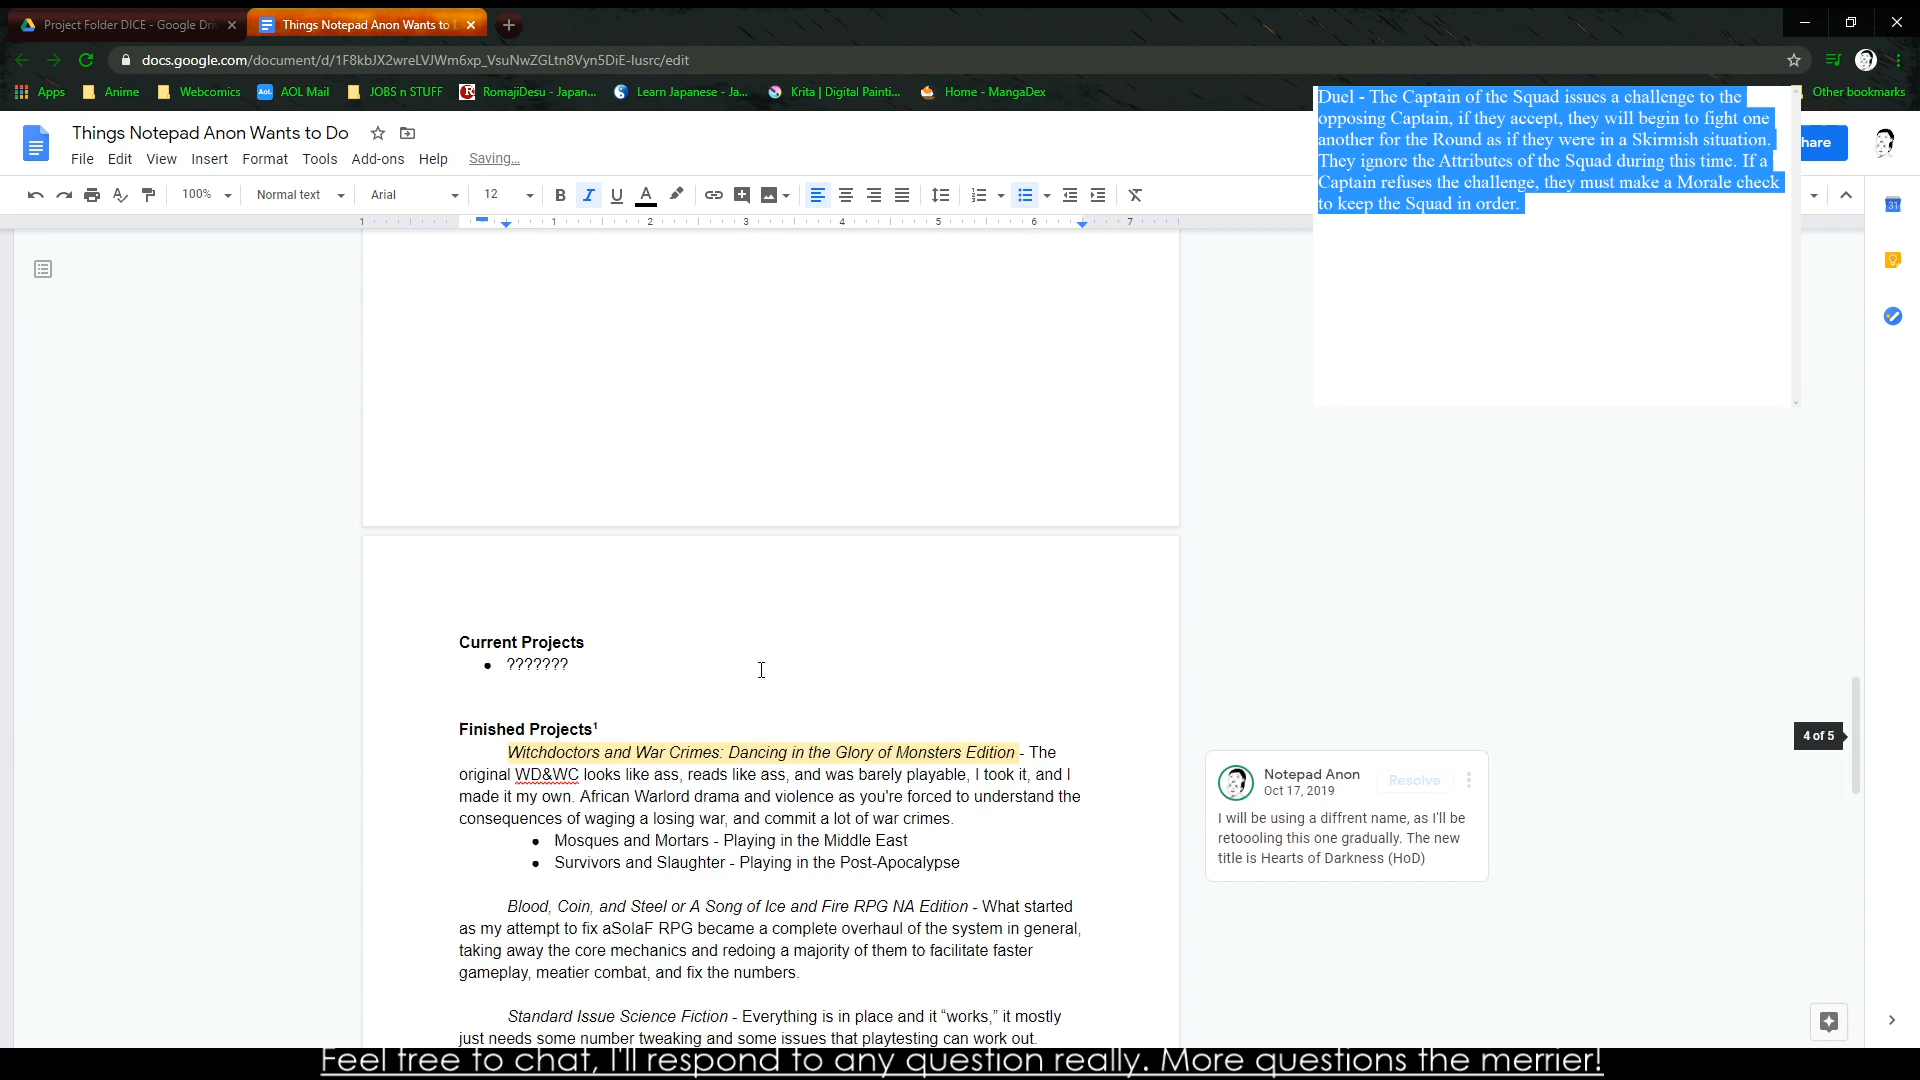 Project Folder DICE - Google Dri
Things Notepad Anon Wants to
docs.google.com/document/d/1F8kbJX2wreLVJWm6xp_VsuNwZGLtn8Vyn5DiE-lusrc/edit
Apps Anime Webcomics Aol. AOL Mail JOBS n STUFF RomajiDesu - Japan... Learn Japanese - Ja... Krita | Digital Painti... Home - MangaDex Other bookmarks
Things Notepad Anon Wants to Do
File Edit View Insert Format Tools Add-ons Help Saving...
hare
100% Normal text Arial 12 B I U A
1 1 2 3 4 5 6 7
31
Duel - The Captain of the Squad issues a challenge to the
opposing Captain, if they accept, they will begin to fight one
another for the Round as if they were in a Skirmish situation.
They ignore the Attributes of the Squad during this time. If a
Captain refuses the challenge, they must make a Morale check
to keep the Squad in order.
Current Projects
● ???????
Finished Projects¹
Witchdoctors and War Crimes: Dancing in the Glory of Monsters Edition - The
original WD&WC looks like ass, reads like ass, and was barely playable, I took it, and I
made it my own. African Warlord drama and violence as you're forced to understand the
consequences of waging a losing war, and commit a lot of war crimes.
● Mosques and Mortars - Playing in the Middle East
● Survivors and Slaughter - Playing in the Post-Apocalypse
Blood, Coin, and Steel or A Song of Ice and Fire RPG NA Edition - What started
as my attempt to fix aSoIaF RPG became a complete overhaul of the system in general,
taking away the core mechanics and redoing a majority of them to facilitate faster
gameplay, meatier combat, and fix the numbers.
Standard Issue Science Fiction - Everything is in place and it “works,” it mostly
just needs some number tweaking and some issues that playtesting can work out.
4 of 5
Notepad Anon
Oct 17, 2019
Resolve
I will be using a diffrent name, as I'll be
retoooling this one gradually. The new
title is Hearts of Darkness (HoD)
Feel free to chat, I'll respond to any question really. More questions the merrier!